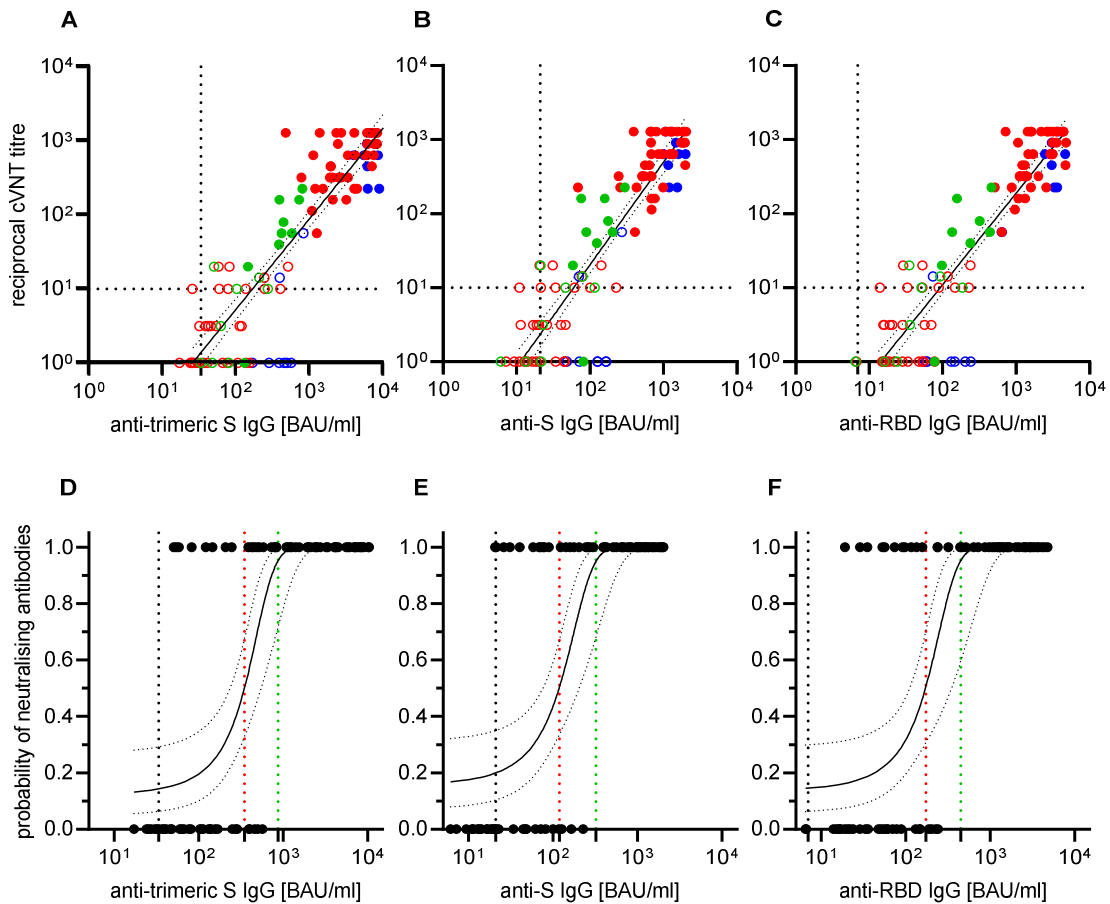 A
B
C
reciprocal cVNT titre
10⁴
10³
10²
10¹
10⁰
10⁰ 10¹ 10² 10³ 10⁴
anti-trimeric S IgG [BAU/ml]
10⁴
10³
10²
10¹
10⁰
10⁰ 10¹ 10² 10³ 10⁴
anti-S IgG [BAU/ml]
10⁴
10³
10²
10¹
10⁰
10⁰ 10¹ 10² 10³ 10⁴
anti-RBD IgG [BAU/ml]
D
E
F
probability of neutralising antibodies
1.0
0.8
0.6
0.4
0.2
0.0
10¹ 10² 10³ 10⁴
anti-trimeric S IgG [BAU/ml]
1.0
0.8
0.6
0.4
0.2
0.0
10¹ 10² 10³ 10⁴
anti-S IgG [BAU/ml]
1.0
0.8
0.6
0.4
0.2
0.0
10¹ 10² 10³ 10⁴
anti-RBD IgG [BAU/ml]